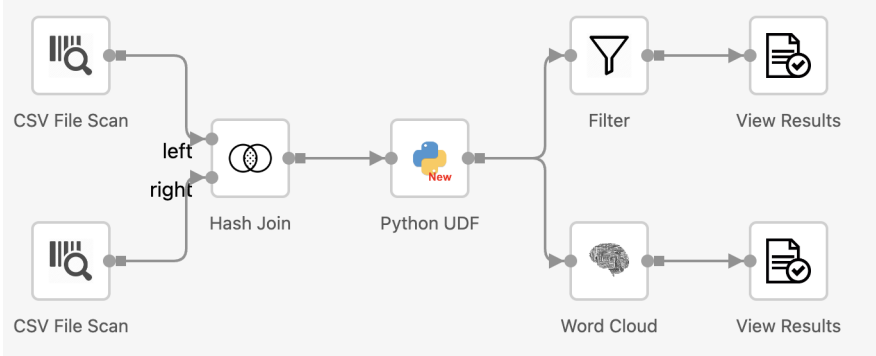 CSV File Scan
Filter
View Results
left
right
Hash Join
New
Python UDF
CSV File Scan
Word Cloud
View Results